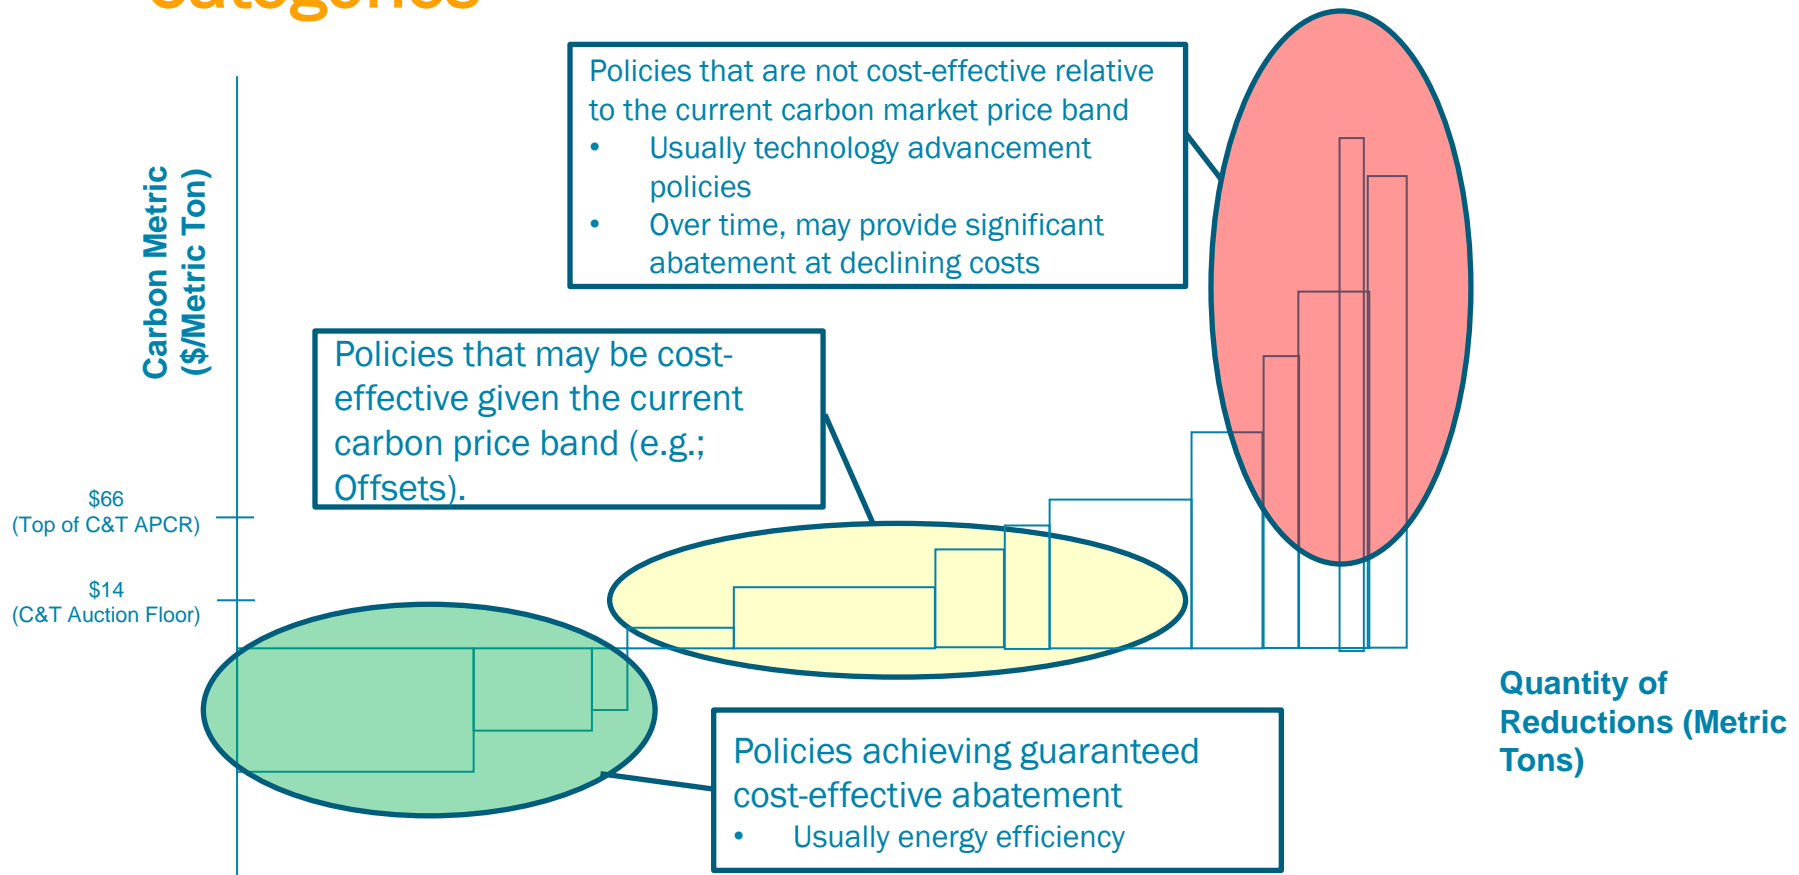 categories
Policies that are not cost-effective relative
to the current carbon market price band
• Usually technology advancement
policies
• Over time, may provide significant
abatement at declining costs
Carbon Metric
($/Metric Ton)
Policies that may be cost-
effective given the current
carbon price band (e.g.;
Offsets).
$66
(Top of C&T APCR)
$14
(C&T Auction Floor)
Quantity of
Reductions (Metric
Tons)
Policies achieving guaranteed
cost-effective abatement
• Usually energy efficiency